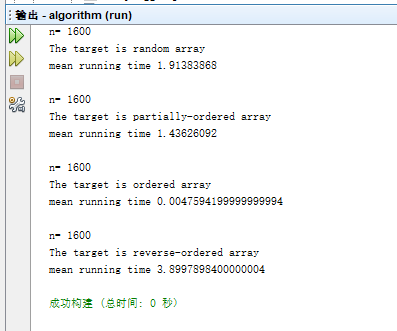 输出 - algorithm (run)
n= 1600
The target is random array
mean running time 1.91383868
n= 1600
The target is partially-ordered array
mean running time 1.43626092
n= 1600
The target is ordered array
mean running time 0.0047594199999999994
n= 1600
The target is reverse-ordered array
mean running time 3.8997898400000004
成功构建 (总时间: 0 秒)